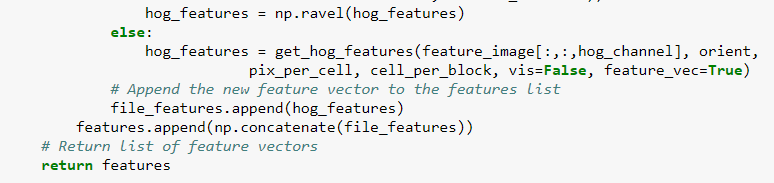 hog_features = np.ravel(hog_features)
else:
hog_features = get_hog_features(feature_image[:,:,hog_channel], orient,
pix_per_cell, cell_per_block, vis=False, feature_vec=True)
# Append the new feature vector to the features list
file_features.append(hog_features)
features.append(np.concatenate(file_features))
# Return list of feature vectors
return features